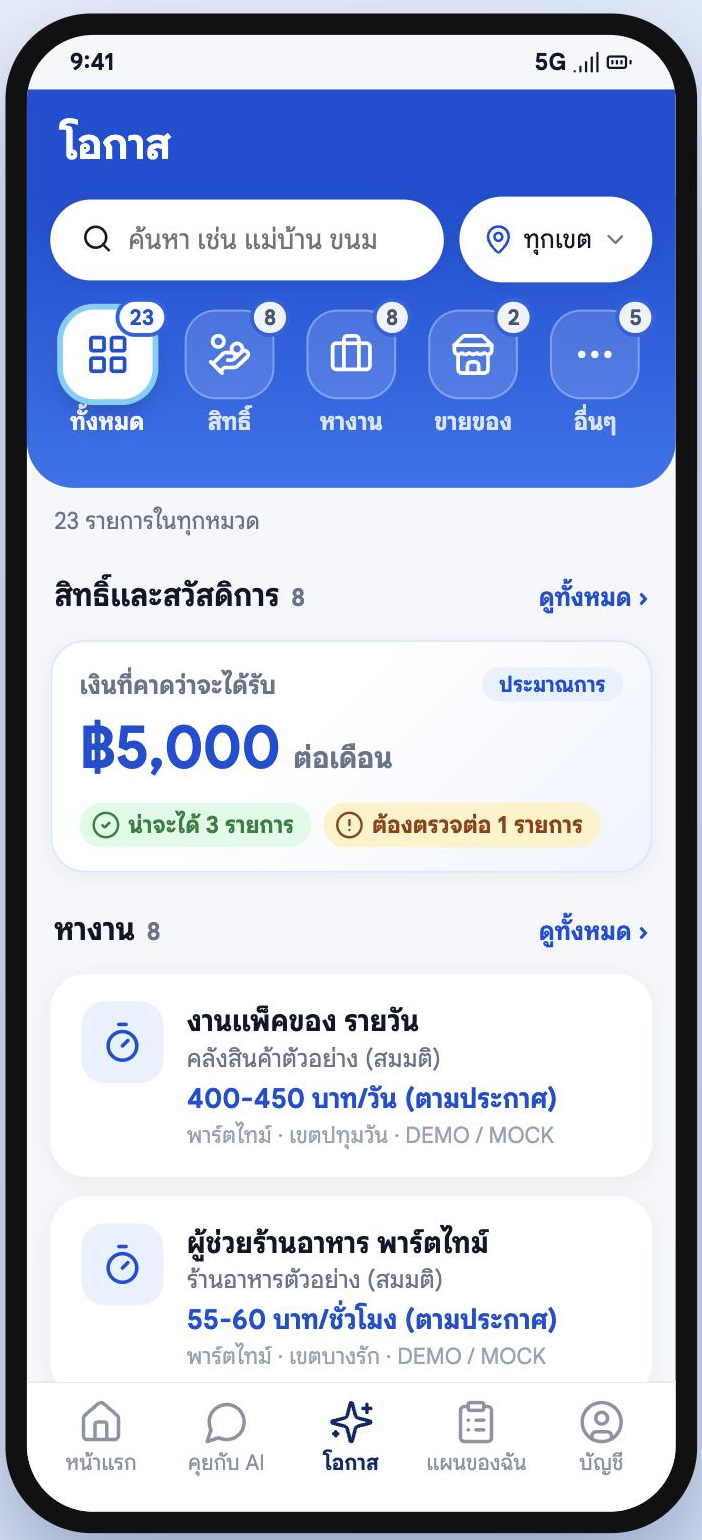 9:41 5G
โอกาส
ค้นหา เช่น แม่บ้าน ขนม ทุกเขต
23 8 8 2 5
ทั้งหมด สิทธิ์ หางาน ขายของ อื่นๆ
23 รายการในทุกหมวด
สิทธิ์และสวัสดิการ 8 ดูทั้งหมด ›
เงินที่คาดว่าจะได้รับ ประมาณการ
฿5,000 ต่อเดือน
น่าจะได้ 3 รายการ ต้องตรวจต่อ 1 รายการ
หางาน 8 ดูทั้งหมด ›
งานแพ็คของ รายวัน
คลังสินค้าตัวอย่าง (สมมติ)
400-450 บาท/วัน (ตามประกาศ)
พาร์ตไทม์ · เขตปทุมวัน · DEMO / MOCK
ผู้ช่วยร้านอาหาร พาร์ตไทม์
ร้านอาหารตัวอย่าง (สมมติ)
55-60 บาท/ชั่วโมง (ตามประกาศ)
พาร์ตไทม์ · เขตบางรัก · DEMO / MOCK
หน้าแรก คุยกับ AI โอกาส แผนของฉัน บัญชี